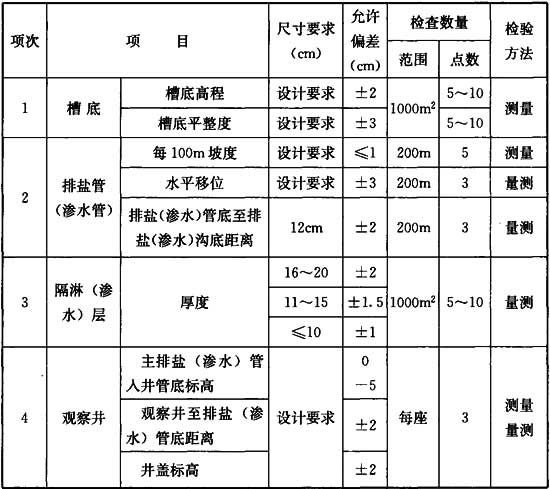 项次 项 目 尺寸要求（cm） 允许偏差（cm） 检查数量 检验方法
范围 点数
1 槽底 槽底高程 设计要求 ±2 1000m² 5～10 测量
槽底平整度 设计要求 ±3 5～10
2 排盐管（渗水管） 每100m坡度 设计要求 ≤1 200m 5 测量
水平移位 设计要求 ±3 200m 3 量测
排盐(渗水)管底至排盐(渗水)沟底距离 12cm ±2 200m 3 量测
3 隔淋（渗水）层 厚度 16～20 ±2 1000m² 5～10 量测
11～15 ±1.5
≤10 ±1
4 观察井 主排盐（渗水）管人井管底标高 设计要求 0 -5 每座 3 测量 量测
观察井至排盐（渗水）管底距离 ±2
井盖标高 ±2